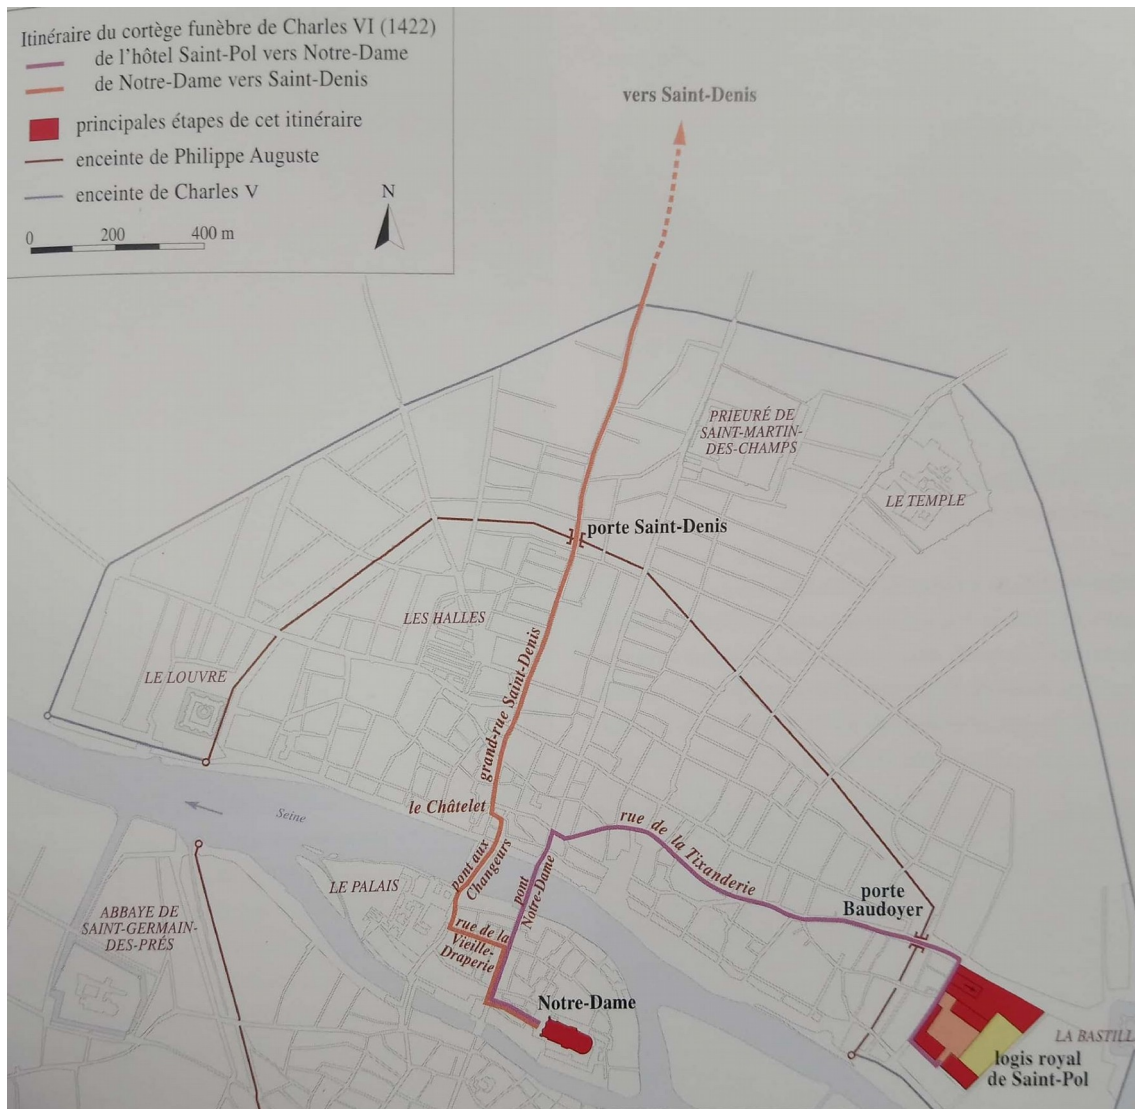 Itinéraire du cortège funèbre de Charles VI (1422)
de l'hôtel Saint-Pol vers Notre-Dame
de Notre-Dame vers Saint-Denis
principales étapes de cet itinéraire
enceinte de Philippe Auguste
enceinte de Charles V
N
0 200 400 m
vers Saint-Denis
PRIEURÉ DE
SAINT-MARTIN-
DES-CHAMPS
LE TEMPLE
porte Saint-Denis
LES HALLES
grand-rue Saint-Denis
LE LOUVRE
le Châtelet
Seine
rue de la Tixanderie
pont aux
Changeurs
pont
Notre-Dame
LE PALAIS
porte
Baudoyer
ABBAYE DE
SAINT-GERMAIN-
DES-PRÉS
rue de la
Vieille-
Draperie
Notre-Dame
LA BASTILL
logis royal
de Saint-Pol